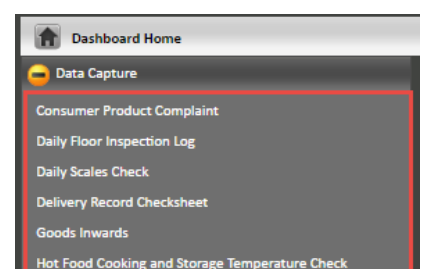 Dashboard Home
Data Capture
Consumer Product Complaint
Daily Floor Inspection Log
Daily Scales Check
Delivery Record Checksheet
Goods Inwards
Hot Food Cooking and Storage Temperature Check